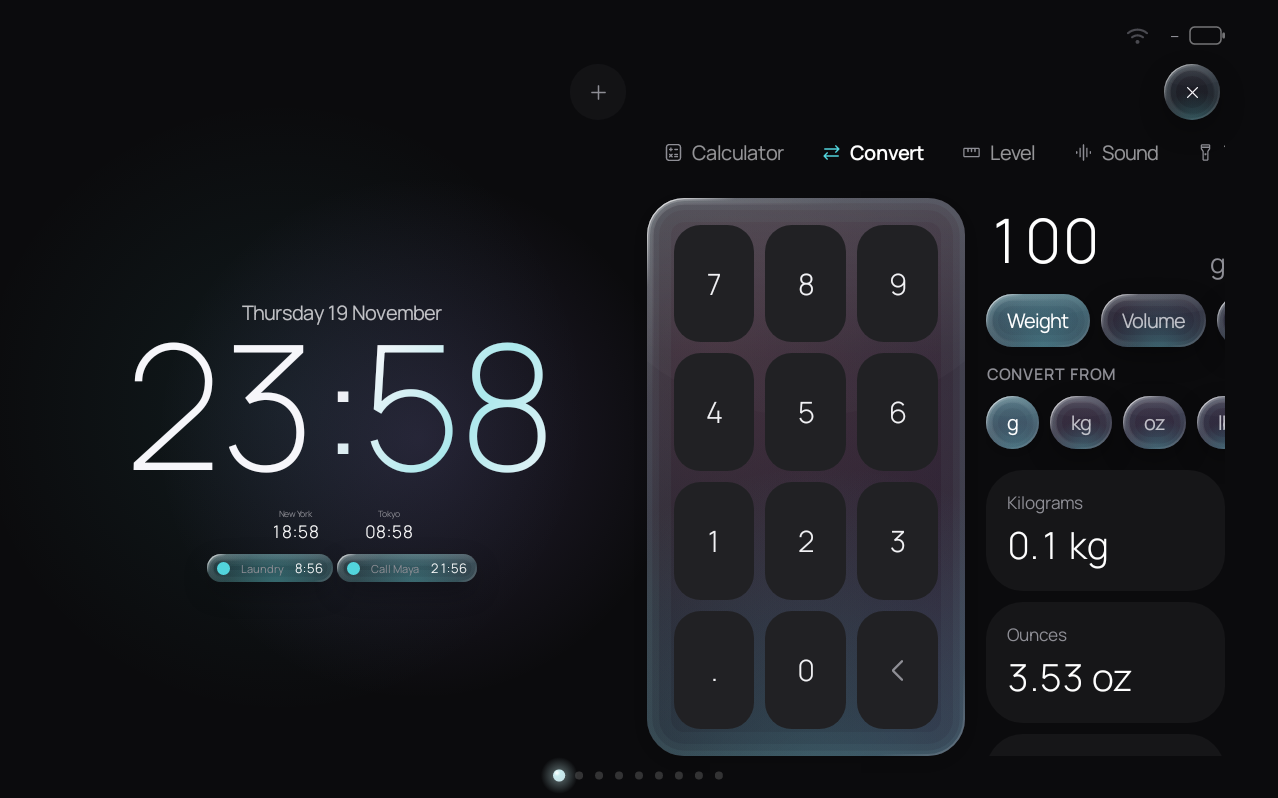 Calculator Convert Level Sound
Thursday 19 November
23:58
New York Tokyo
18:58 08:58
Laundry 8:56 Call Maya 21:56
7 8 9
4 5 6
1 2 3
. 0
100 g
Weight Volume
CONVERT FROM
g kg oz
Kilograms
0.1 kg
Ounces
3.53 oz